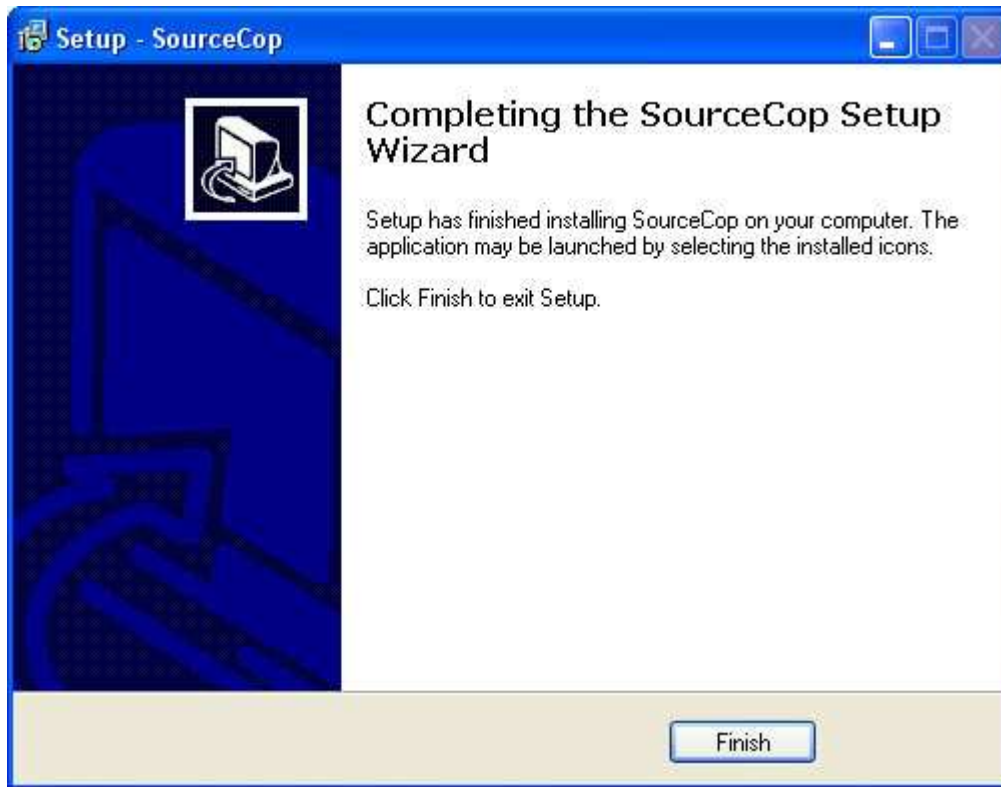 Setup - SourceCop
Completing the SourceCop Setup
Wizard
Setup has finished installing SourceCop on your computer. The
application may be launched by selecting the installed icons.
Click Finish to exit Setup.
Finish